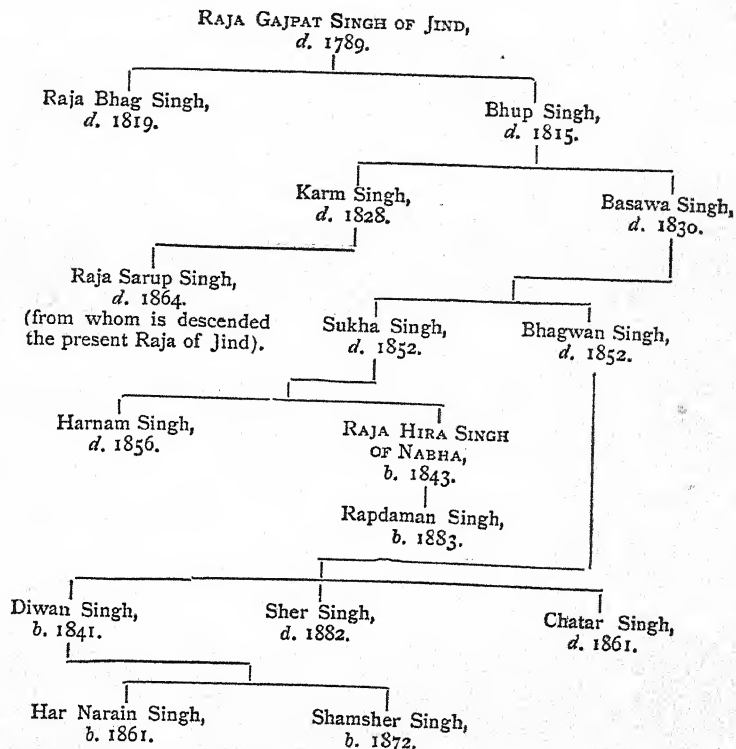 RAJA GAJPAT SINGH OF JIND,
d. 1789.
Raja Bhag Singh,
d. 1819.
Bhup Singh,
d. 1815.
Karm Singh,
d. 1828.
Basawa Singh,
d. 1830.
Raja Sarup Singh,
d. 1864.
(from whom is descended
the present Raja of Jind).
Sukha Singh,
d. 1852.
Bhagwan Singh,
d. 1852.
Harnam Singh,
d. 1856.
RAJA HIRA SINGH
OF NABHA,
b. 1843.
Rapdaman Singh,
b. 1883.
Diwan Singh,
b. 1841.
Sher Singh,
d. 1882.
Chatar Singh,
d. 1861.
Har Narain Singh,
b. 1861.
Shamsher Singh,
b. 1872.